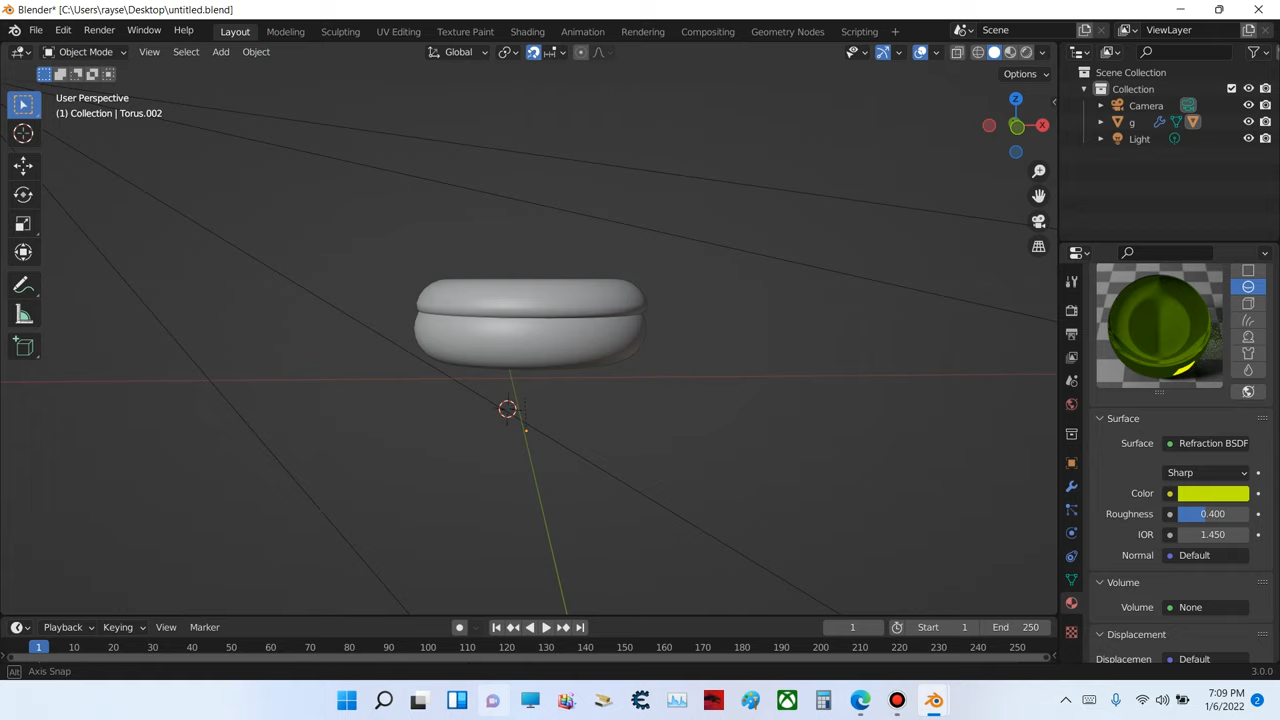 Blender* [C:\Users\rayse\Desktop\untitled.blend]
File Edit Render Window Help Layout Modeling Sculpting UV Editing Texture Paint Shading Animation Rendering Compositing Geometry Nodes Scripting Scene ViewLayer
Object Mode View Select Add Object Global
Options
User Perspective
(1) Collection | Torus.002
Z
X
Scene Collection
Collection
Camera
g
Light
Surface
Surface Refraction BSDF
Sharp
Color
Roughness 0.400
IOR 1.450
Normal Default
Volume
Volume None
Displacement
Displacemen Default
Playback Keying View Marker 1 Start 1 End 250
1 10 20 30 40 50 60 70 80 90 100 110 120 130 140 150 160 170 180 190 200 210 220 230 240 250
Alt Axis Snap 3.0.0
7:09 PM
1/6/2022
2